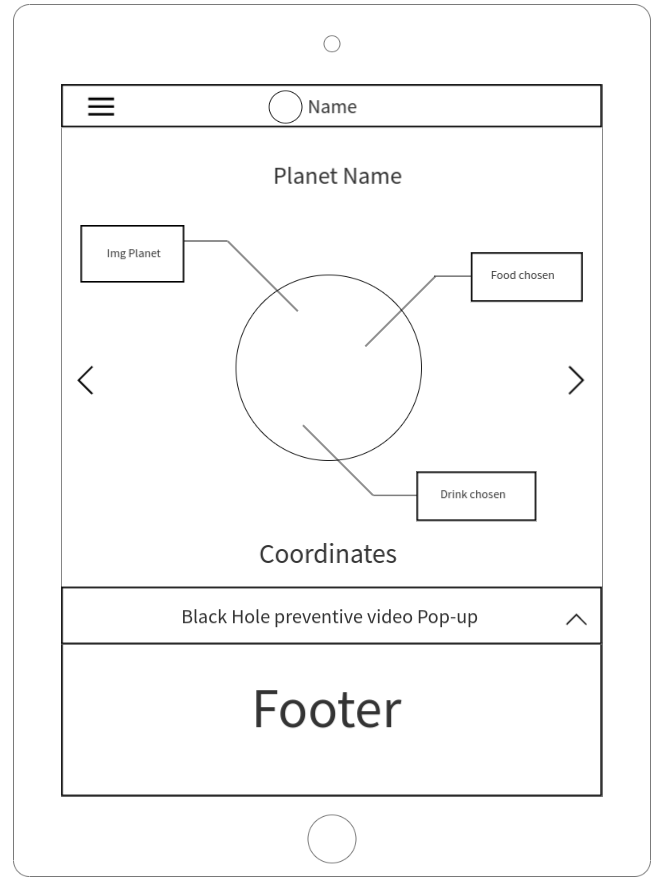 Name
Planet Name
Img Planet
Food chosen
Drink chosen
Coordinates
Black Hole preventive video Pop-up
Footer